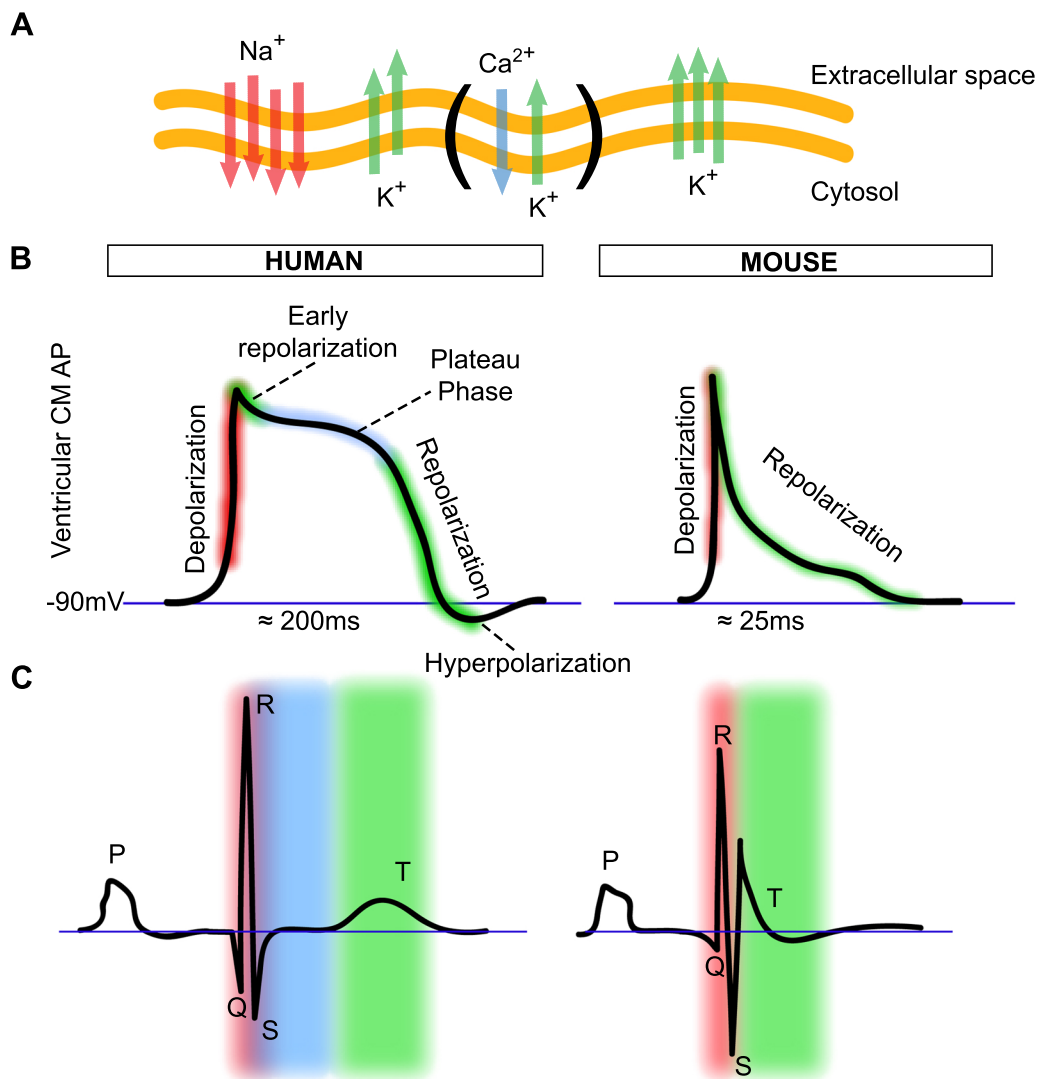 A
Na+
Ca2+
Extracellular space
K+
K+
K+
Cytosol
B
HUMAN
MOUSE
Early
repolarization
Plateau
Phase
Ventricular CM AP
Depolarization
Repolarization
Depolarization
Repolarization
-90mV
≈ 200ms
≈ 25ms
Hyperpolarization
C
R
R
P
T
P
T
Q
S
Q
S